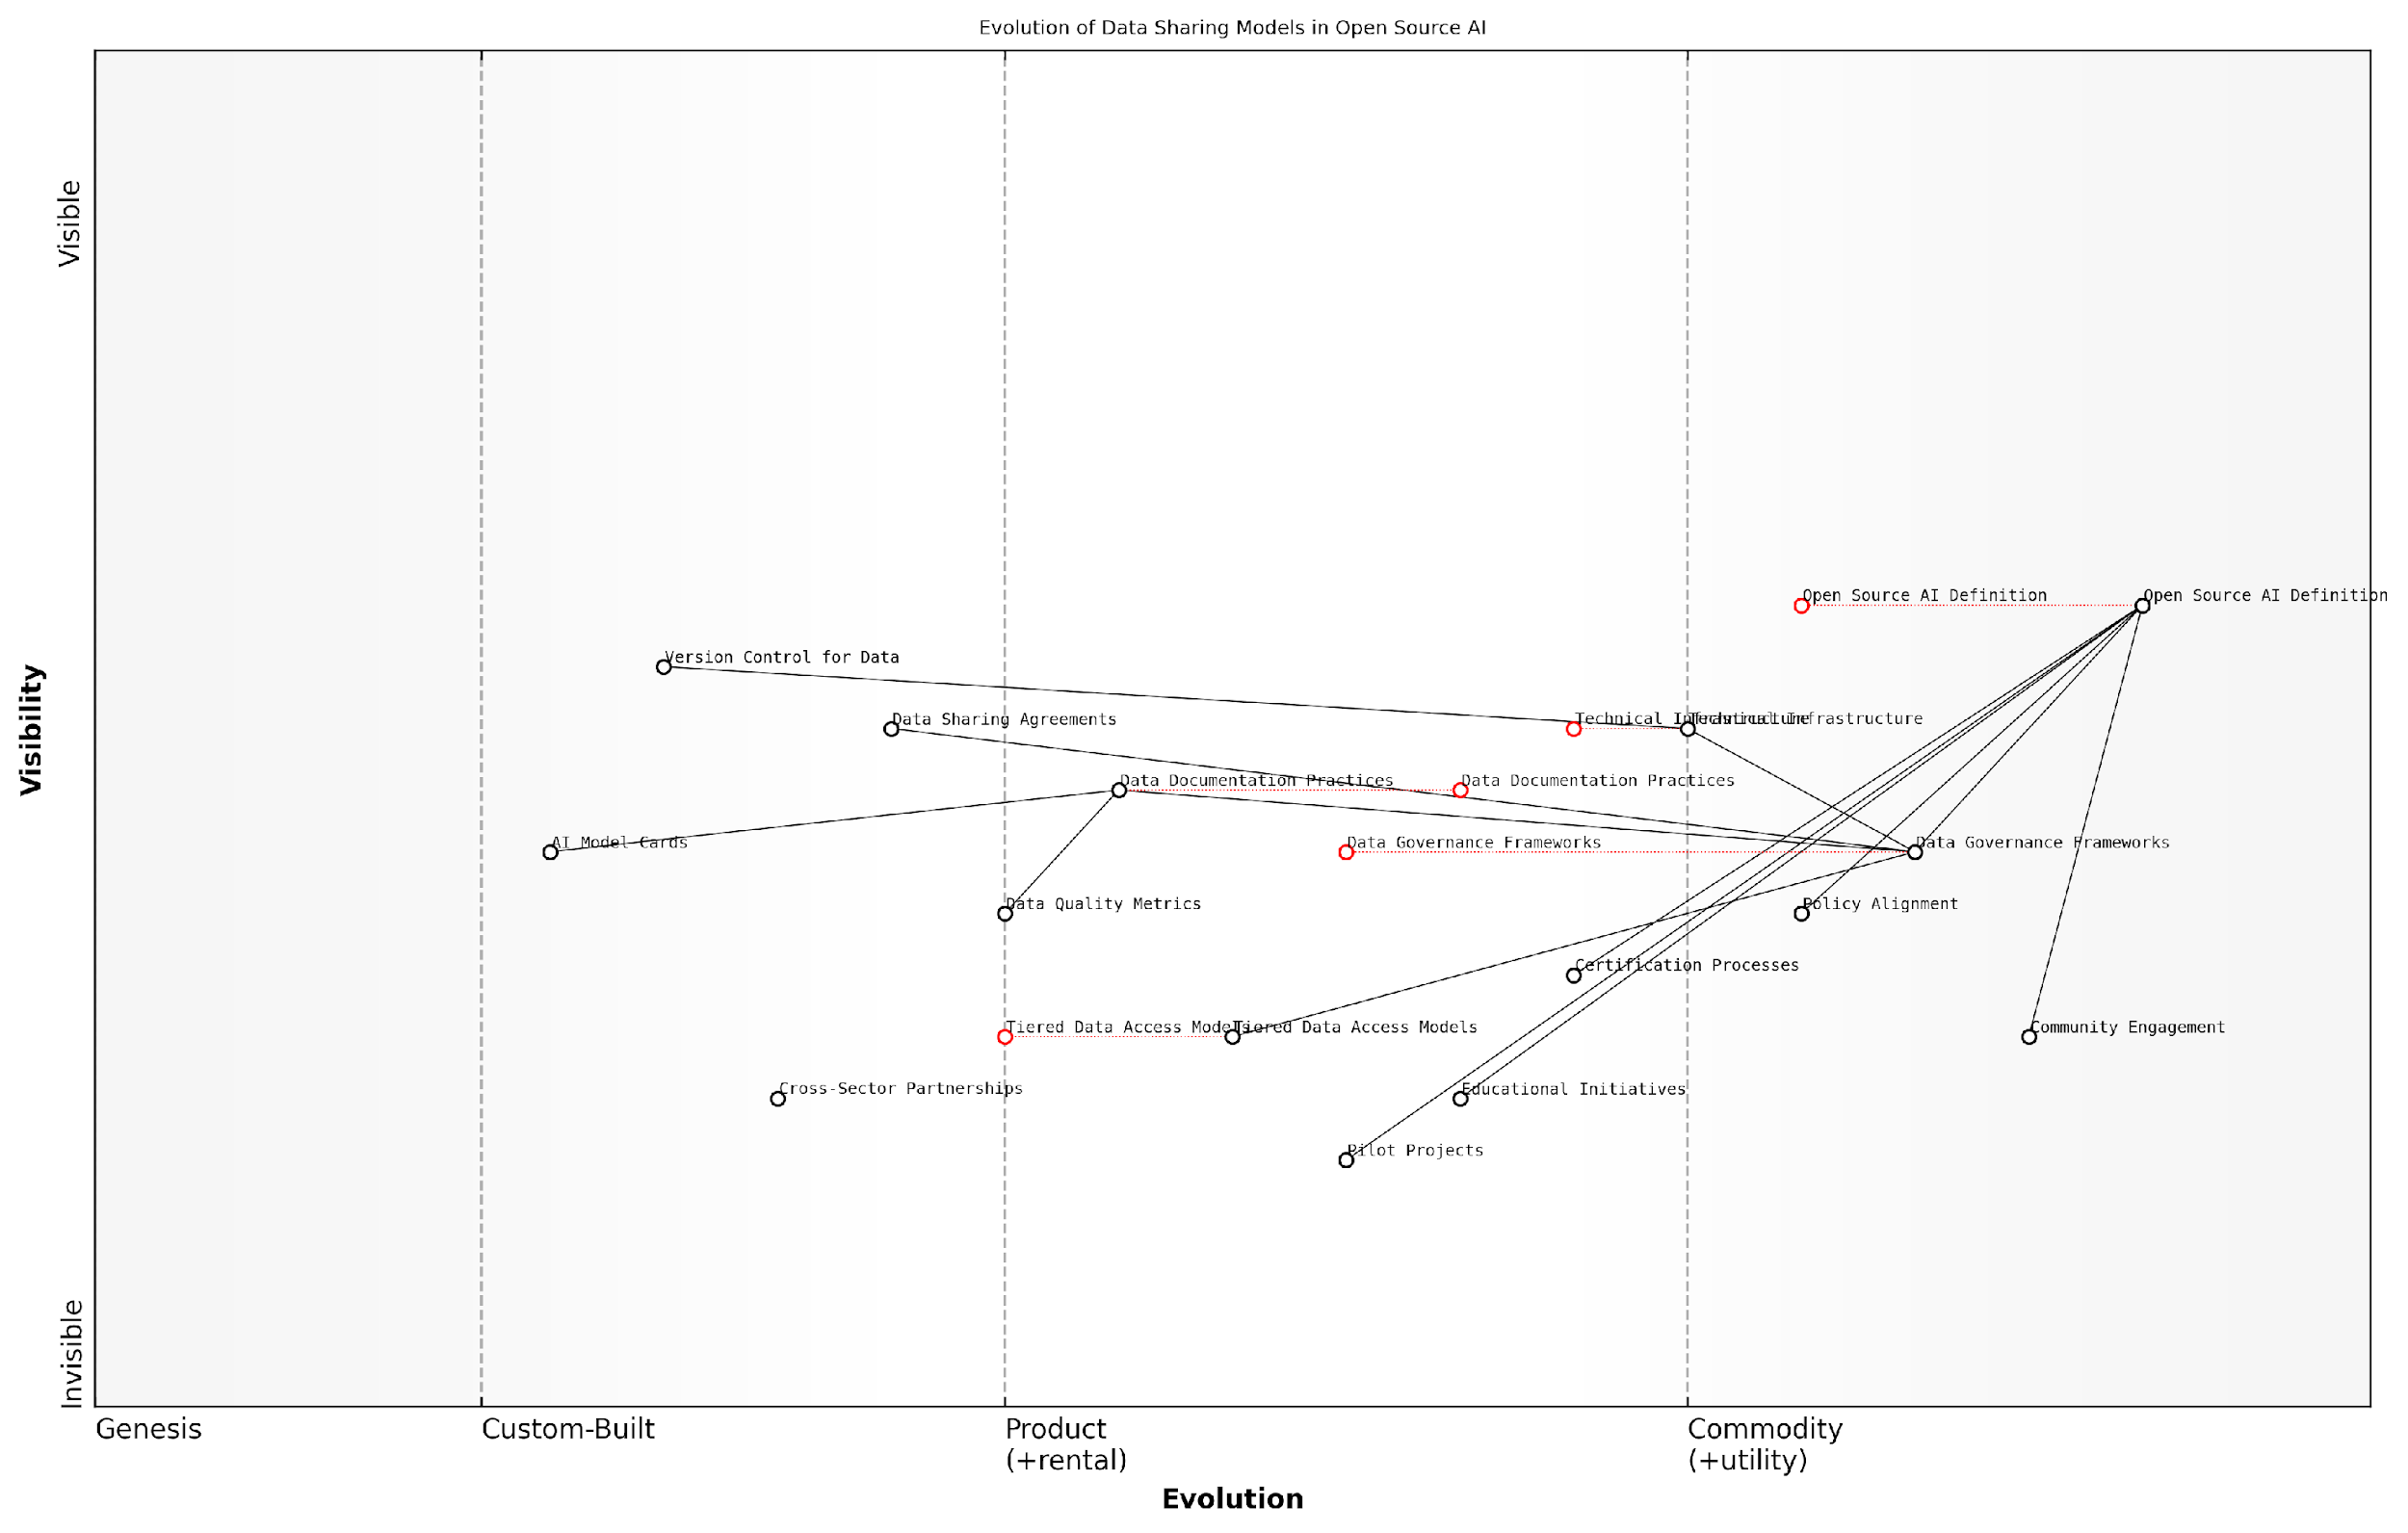 Evolution of Data Sharing Models in Open Source AI
Visible
Visibility
Invisible
Open Source AI Definition
Open Source AI Definition
Version Control for Data
Data Sharing Agreements
Technical Infrastructure
Technical Infrastructure
Data Documentation Practices
Data Documentation Practices
AI Model Cards
Data Governance Frameworks
Data Governance Frameworks
Data Quality Metrics
Policy Alignment
Certification Processes
Tiered Data Access Models
Tiered Data Access Models
Community Engagement
Cross-Sector Partnerships
Educational Initiatives
Pilot Projects
Genesis
Custom-Built
Product
(+rental)
Commodity
(+utility)
Evolution